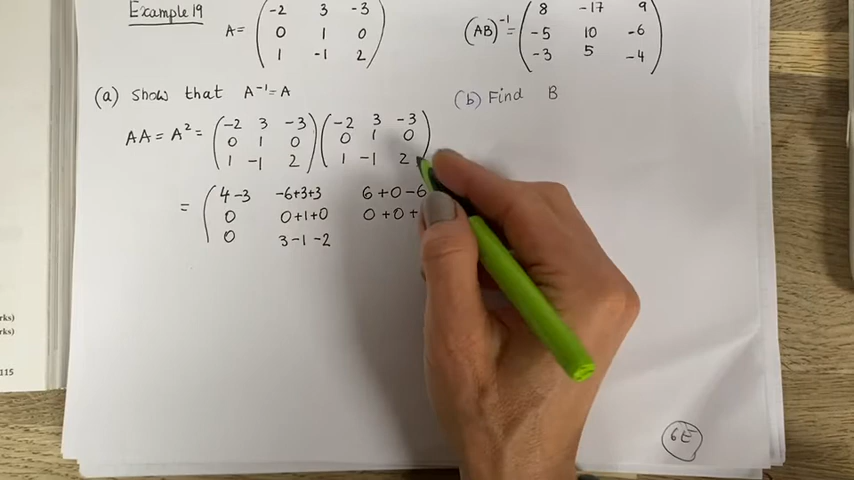 Example 19
A = ( -2 3 -3
0 1 0
1 -1 2 )
(AB)⁻¹ = ( 8 -17 9
-5 10 -6
-3 5 -4 )
(a) Show that A⁻¹ = A
AA = A² = ( -2 3 -3
0 1 0
1 -1 2 ) ( -2 3 -3
0 1 0
1 -1 2 )
= ( 4-3 -6+3+3 6+0-6
0 0+1+0 0+0+
0 3-1-2
(b) Find B
rks)
rks)
115
6E